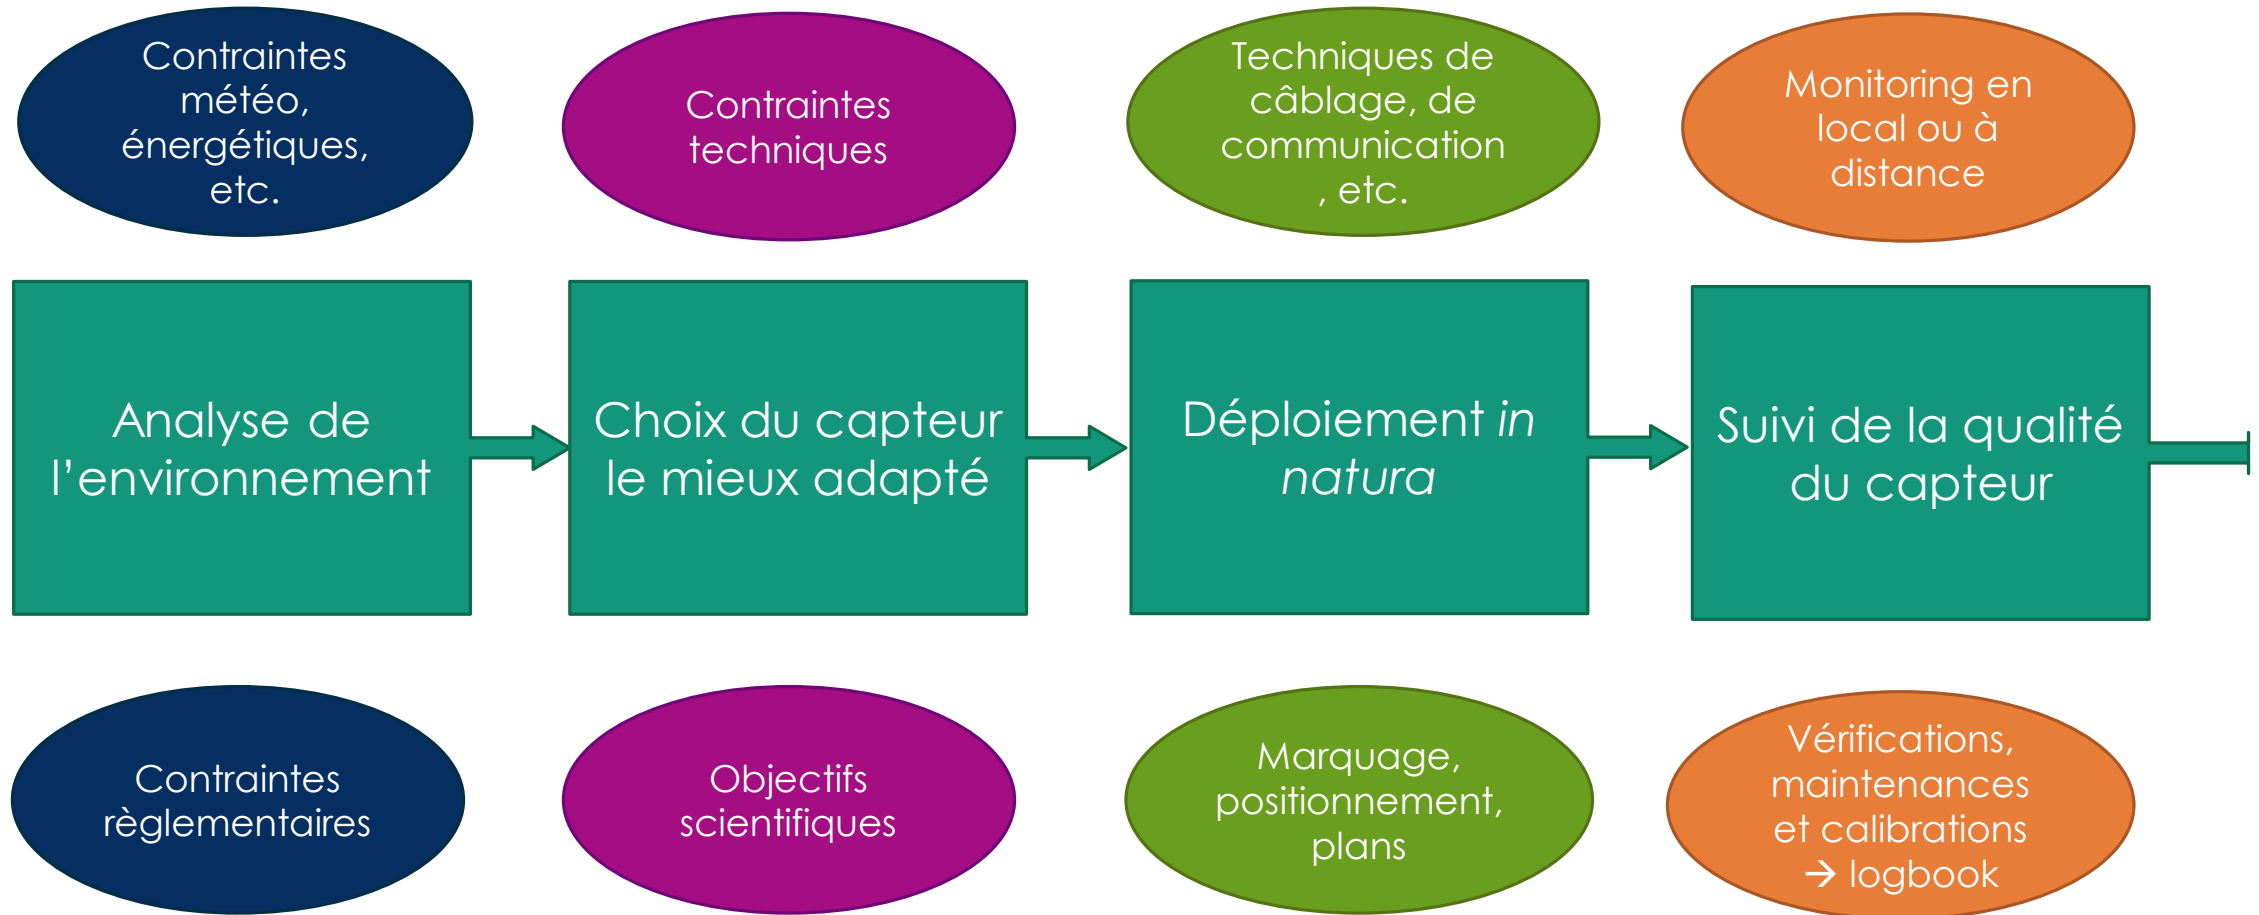 Contraintes
météo,
énergétiques,
etc.
Contraintes
techniques
Techniques de
câblage, de
communication
, etc.
Monitoring en
local ou à
distance
Analyse de
l’environnement
Choix du capteur
le mieux adapté
Déploiement in
natura
Suivi de la qualité
du capteur
Contraintes
règlementaires
Objectifs
scientifiques
Marquage,
positionnement,
plans
Vérifications,
maintenances
et calibrations
→ logbook